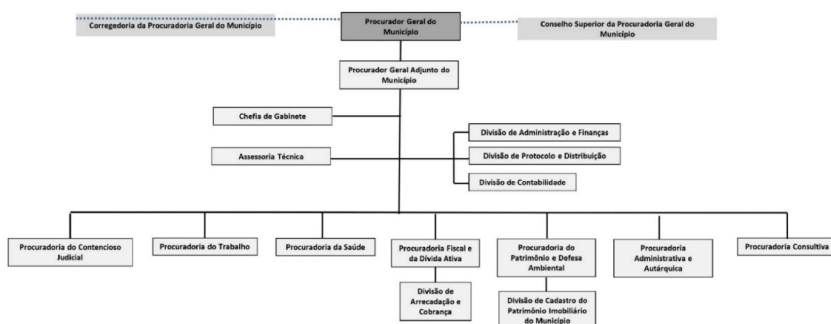 Corregedoria da Procuradoria Geral do Município
Procurador Geral do
Município
Conselho Superior da Procuradoria Geral do
Município
Procurador Geral Adjunto do
Município
Chefia de Gabinete
Divisão de Administração e Finanças
Assessoria Técnica
Divisão de Protocolo e Distribuição
Divisão de Contabilidade
Procuradoria do Contencioso
Judicial
Procuradoria do Trabalho
Procuradoria da Saúde
Procuradoria Fiscal e
da Dívida Ativa
Procuradoria do
Patrimônio e Defesa
Ambiental
Procuradoria
Administrativa e
Autárquica
Procuradoria Consultiva
Divisão de
Arrecadação e
Cobrança
Divisão de Cadastro do
Patrimônio Imobiliário
do Município